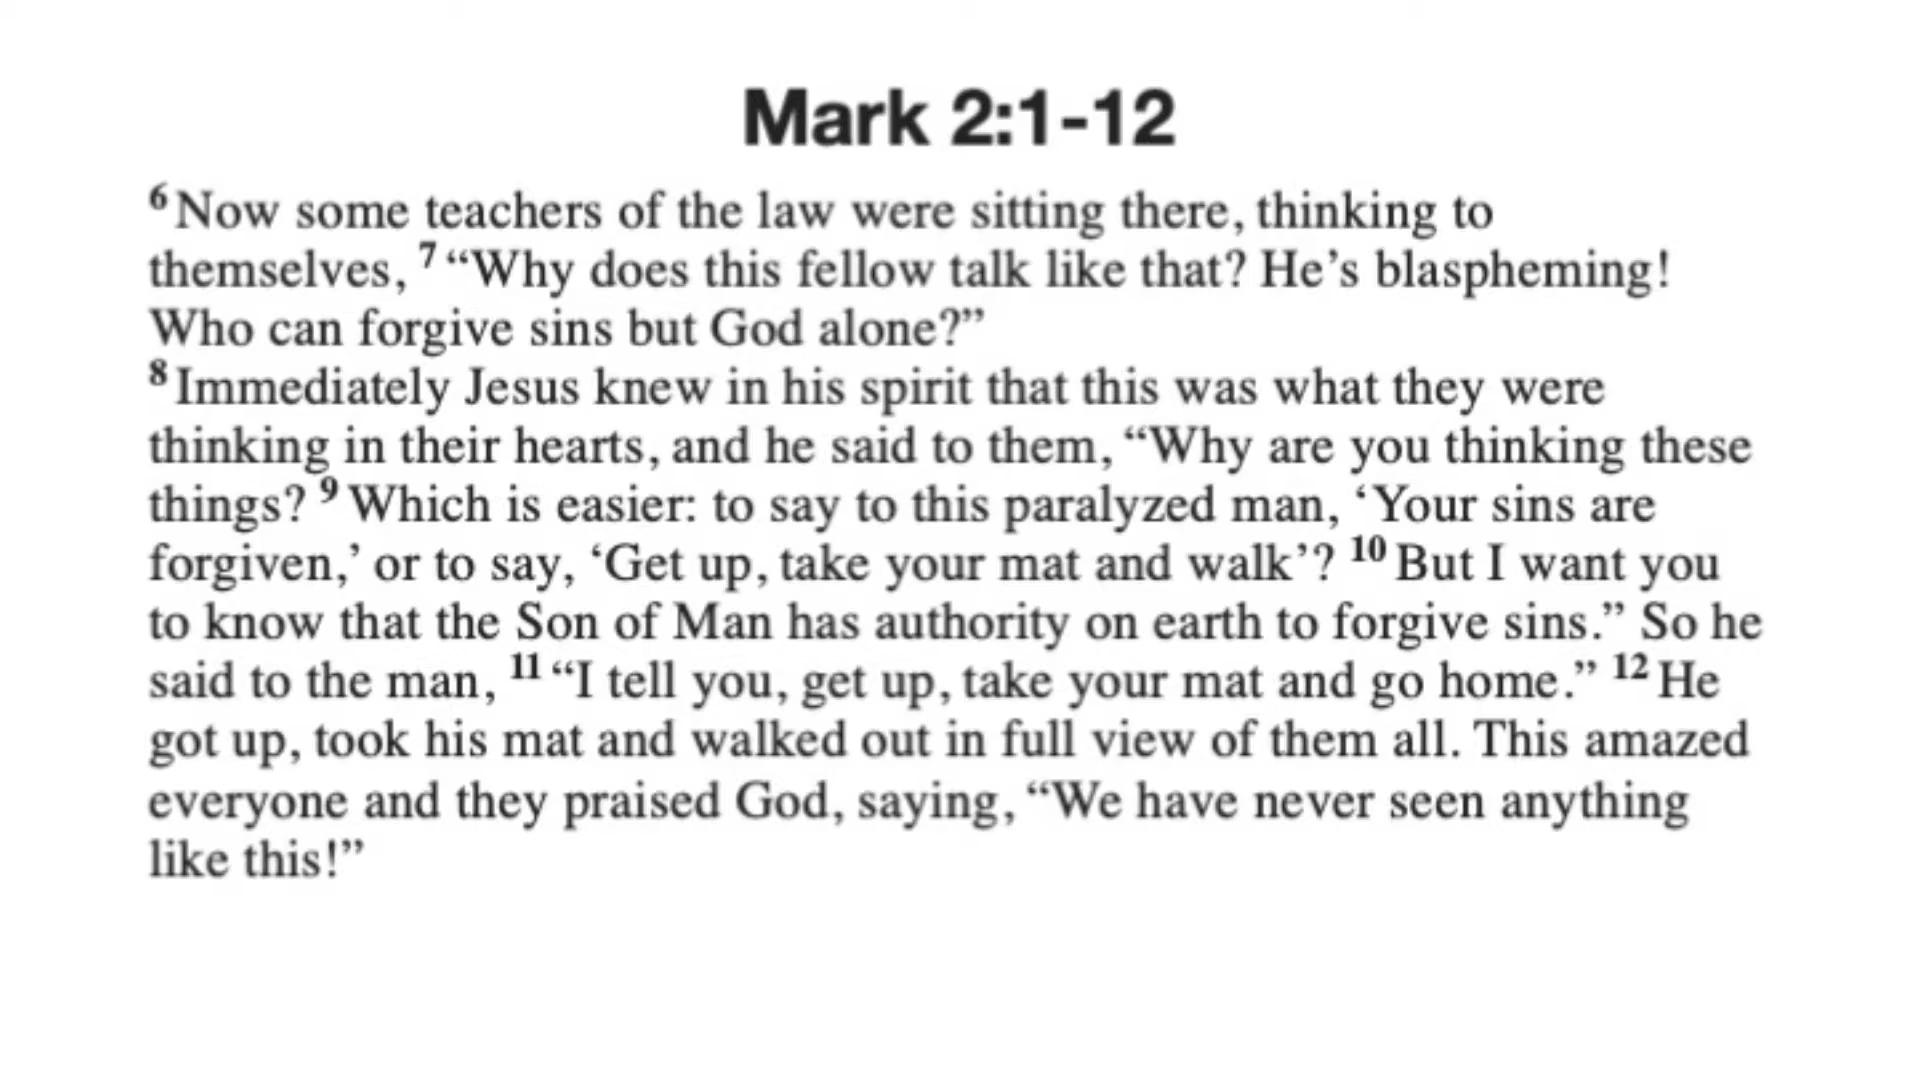 Mark 2:1-12
⁶ Now some teachers of the law were sitting there, thinking to
themselves, ⁷ “Why does this fellow talk like that? He’s blaspheming!
Who can forgive sins but God alone?”
⁸ Immediately Jesus knew in his spirit that this was what they were
thinking in their hearts, and he said to them, “Why are you thinking these
things? ⁹ Which is easier: to say to this paralyzed man, ‘Your sins are
forgiven,’ or to say, ‘Get up, take your mat and walk’? ¹⁰ But I want you
to know that the Son of Man has authority on earth to forgive sins.” So he
said to the man, ¹¹ “I tell you, get up, take your mat and go home.” ¹² He
got up, took his mat and walked out in full view of them all. This amazed
everyone and they praised God, saying, “We have never seen anything
like this!”